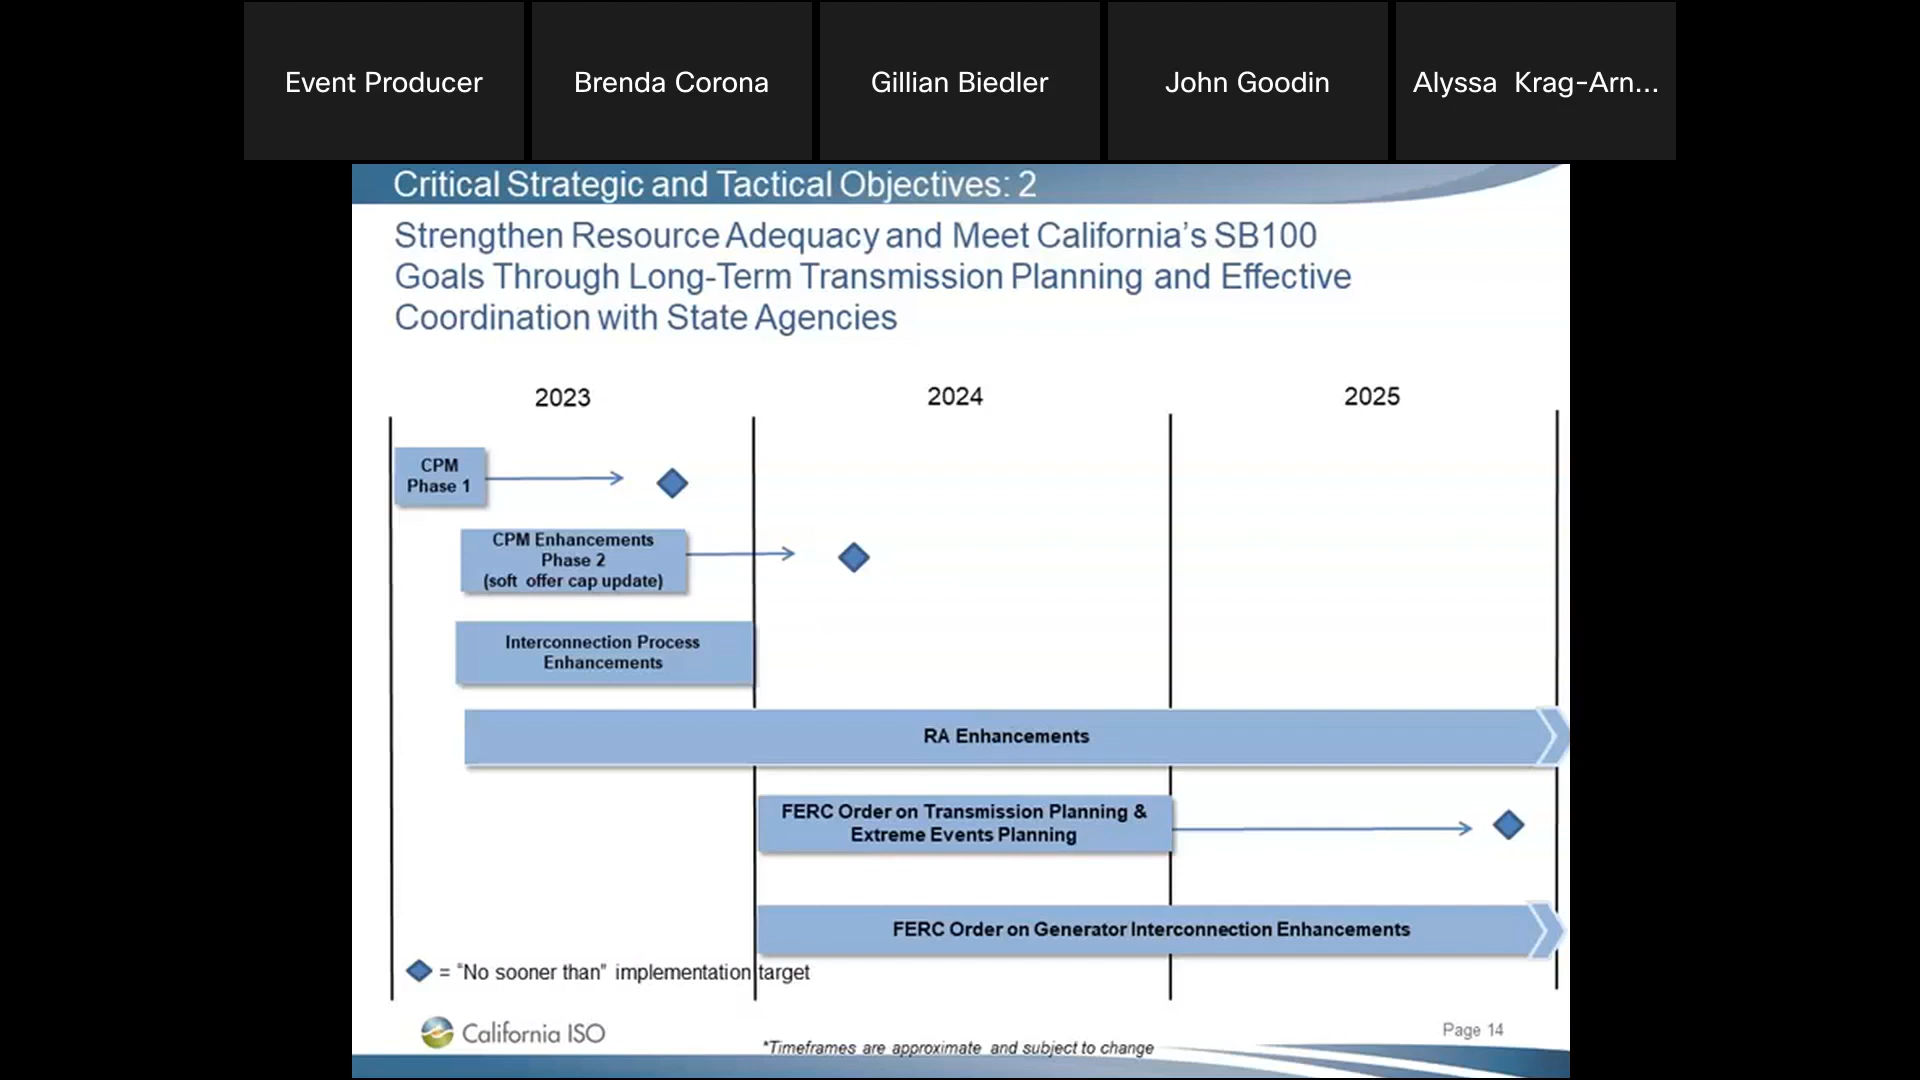 Event Producer
Brenda Corona
Gillian Biedler
John Goodin
Alyssa Krag-Arn...
Critical Strategic and Tactical Objectives: 2
Strengthen Resource Adequacy and Meet California's SB100
Goals Through Long-Term Transmission Planning and Effective
Coordination with State Agencies
2023
2024
2025
CPM
Phase 1
CPM Enhancements
Phase 2
(soft offer cap update)
Interconnection Process
Enhancements
RA Enhancements
FERC Order on Transmission Planning &
Extreme Events Planning
FERC Order on Generator Interconnection Enhancements
= "No sooner than" implementation target
California ISO
*Timeframes are approximate and subject to change
Page 14